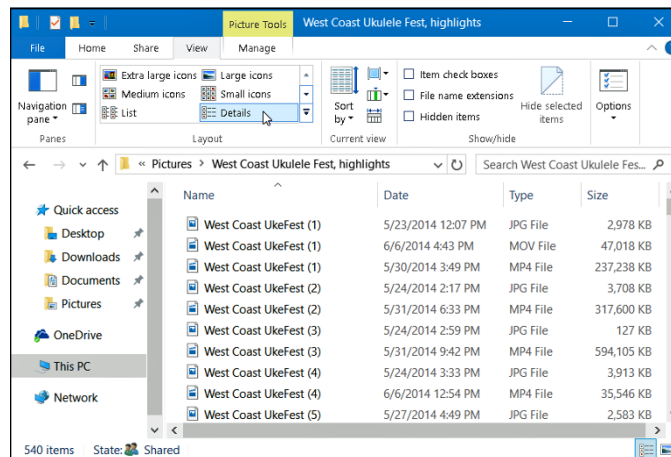 Picture Tools West Coast Ukulele Fest, highlights
File Home Share View Manage
Extra large icons Large icons
Medium icons Small icons
List Details
Navigation pane
Panes
Layout
Sort by
Current view
Item check boxes
File name extensions
Hidden items
Hide selected items
Show/hide
Options
« Pictures > West Coast Ukulele Fest, highlights
Search West Coast Ukulele Fes...
Quick access
Desktop
Downloads
Documents
Pictures
OneDrive
This PC
Network
Name Date Type Size
West Coast UkeFest (1) 5/23/2014 12:07 PM JPG File 2,978 KB
West Coast UkeFest (1) 6/6/2014 4:43 PM MOV File 47,018 KB
West Coast UkeFest (1) 5/30/2014 3:49 PM MP4 File 237,238 KB
West Coast UkeFest (2) 5/24/2014 2:17 PM JPG File 3,708 KB
West Coast UkeFest (2) 5/31/2014 6:33 PM MP4 File 317,600 KB
West Coast UkeFest (3) 5/24/2014 2:59 PM JPG File 127 KB
West Coast UkeFest (3) 5/31/2014 9:42 PM MP4 File 594,105 KB
West Coast UkeFest (4) 5/24/2014 3:33 PM JPG File 3,913 KB
West Coast UkeFest (4) 6/6/2014 12:54 PM MP4 File 35,546 KB
West Coast UkeFest (5) 5/27/2014 4:49 PM JPG File 2,583 KB
540 items State: Shared